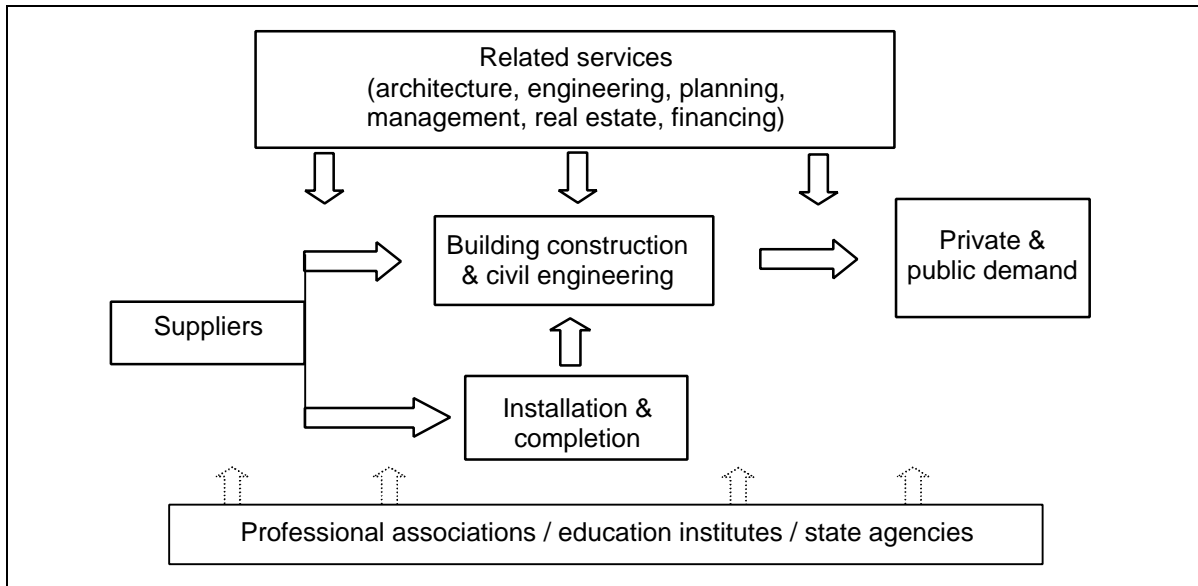 Related services
(architecture, engineering, planning,
management, real estate, financing)
Building construction
& civil engineering
Private &
public demand
Suppliers
Installation &
completion
Professional associations / education institutes / state agencies